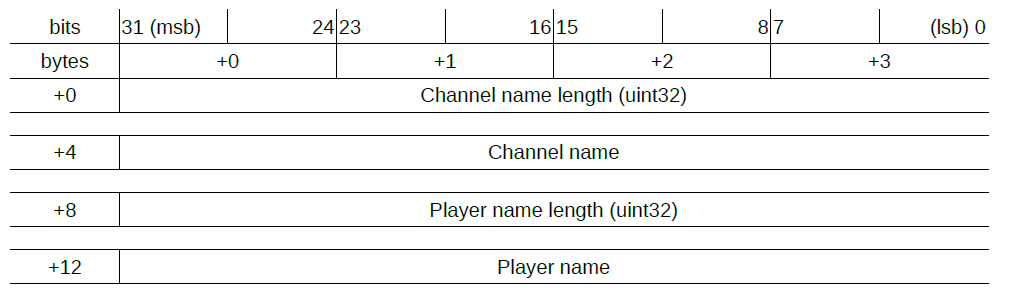 bits 31 (msb) 24 23 16 15 8 7 (lsb) 0
bytes +0 +1 +2 +3
+0 Channel name length (uint32)
+4 Channel name
+8 Player name length (uint32)
+12 Player name